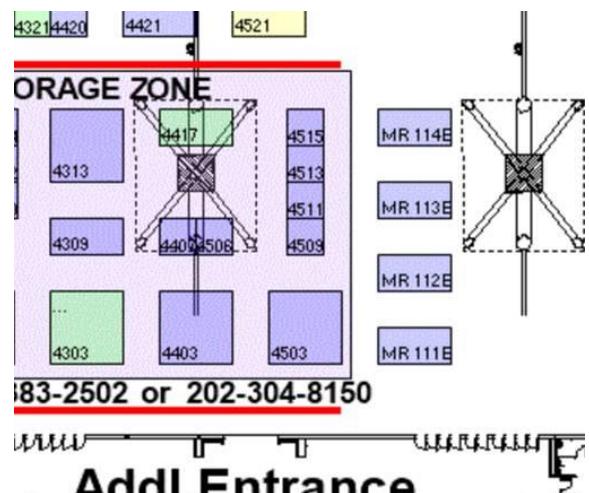 4321 4420 4421 4521
ORAGE ZONE
4417 4515 MR 114E
4313 4513
4511 MR 113E
4309 4506 4509
MR 112E
...
4303 4403 4503 MR 111E
383-2502 or 202-304-8150
Addl Entrance